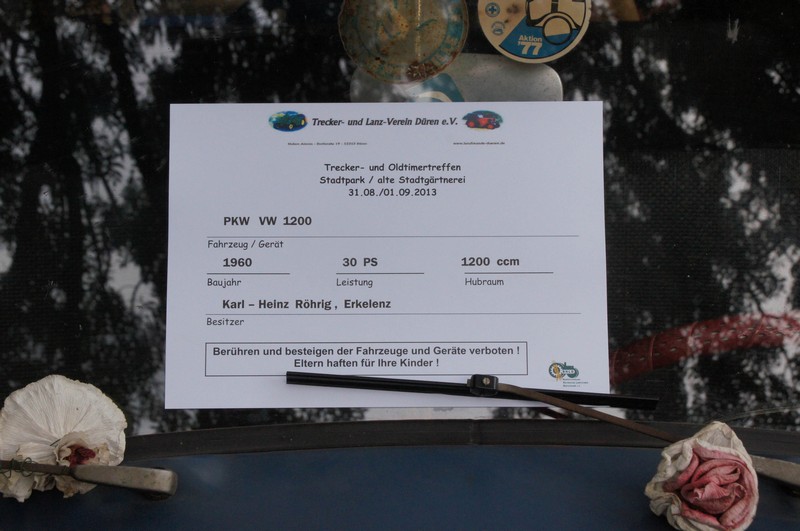 Aktion
77
Trecker- und Lanz-Verein Düren e.V.
Trecker- und Oldtimertreffen
Stadtpark / alte Stadtgärtnerei
31.08./01.09.2013
PKW VW 1200
Fahrzeug / Gerät
1960 30 PS 1200 ccm
Baujahr Leistung Hubraum
Karl – Heinz Röhrig , Erkelenz
Besitzer
Berühren und besteigen der Fahrzeuge und Geräte verboten !
Eltern haften für Ihre Kinder !